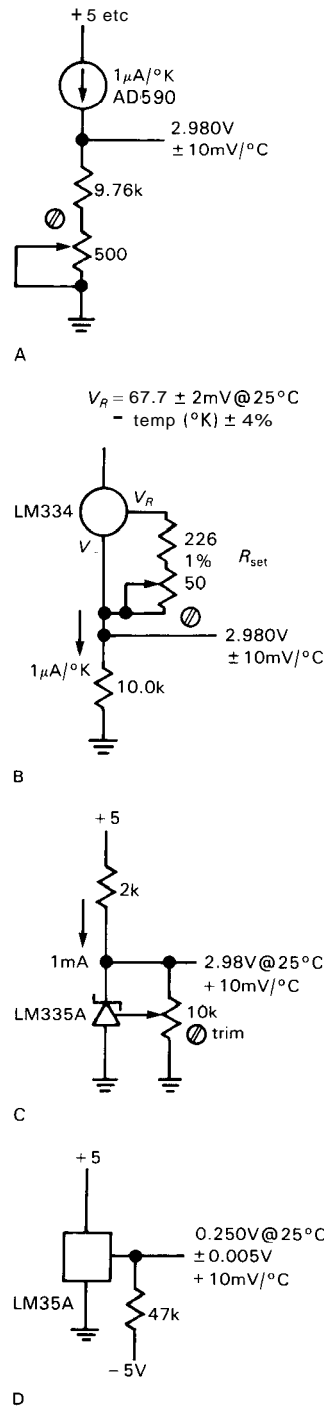 +5 etc
1μA/°K
AD590
2.980V
±10mV/°C
9.76k
500
A
V_R = 67.7 ± 2mV@25°C
– temp (°K) ± 4%
LM334
V_R
V_–
226
1%
50
R_set
2.980V
±10mV/°C
1μA/°K
10.0k
B
+5
2k
1mA
2.98V@25°C
+10mV/°C
LM335A
10k
trim
C
+5
0.250V@25°C
±0.005V
+10mV/°C
LM35A
47k
–5V
D